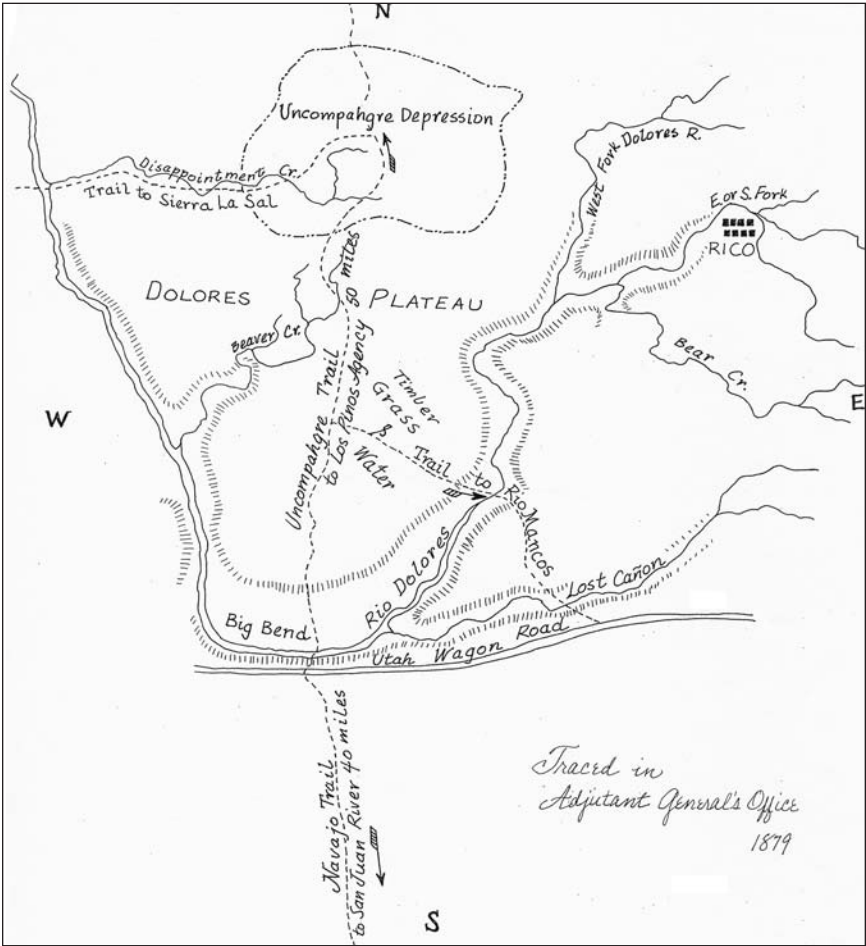 N
Uncompahgre Depression
West Fork Dolores R.
Disappointment Cr.
Trail to Sierra La Sal
E. or S. Fork
RICO
DOLORES PLATEAU
Beaver Cr.
Bear Cr.
W
E
Uncompahgre Trail
to Los Pinos Agency 50 miles
Timber
Grass
&
Water
Trail to Rio Mancos
Rio Dolores
Lost Cañon
Big Bend
Utah Wagon Road
Navajo Trail
to San Juan River 40 miles
Traced in
Adjutant General's Office
1879
S